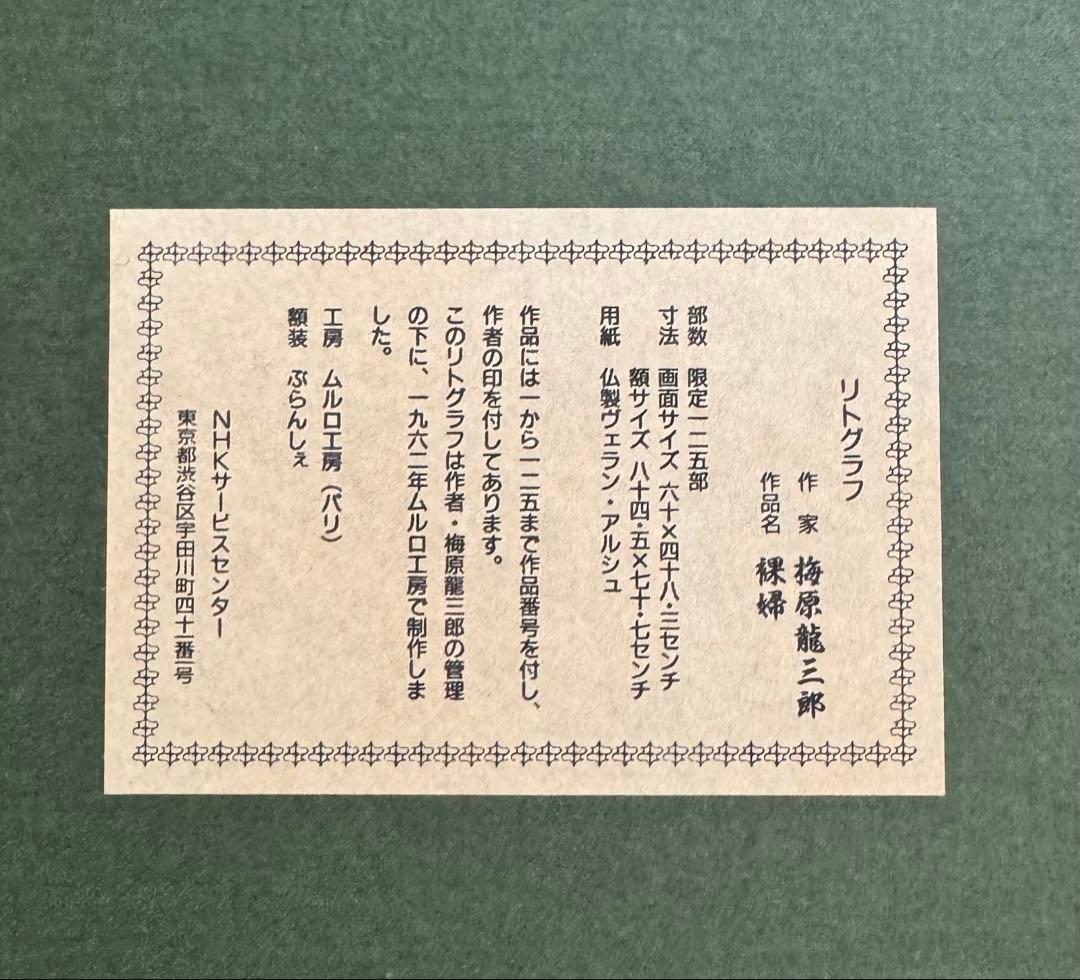 リトグラフ
作家 梅原龍三郎
作品名 裸婦
部数 限定一二五部
寸法 画面サイズ 六十×四十八・三センチ
額サイズ 八十四・五×七十・七センチ
用紙 仏製ヴェラン・アルシュ
作品には一から一二五まで作品番号を付し、
作者の印を付してあります。
このリトグラフは作者・梅原龍三郎の管理
の下に、一九六二年ムルロ工房で制作しま
した。
工房 ムルロ工房（パリ）
額装 ぶらんしぇ
NHKサービスセンター
東京都渋谷区宇田川町四十一番一号